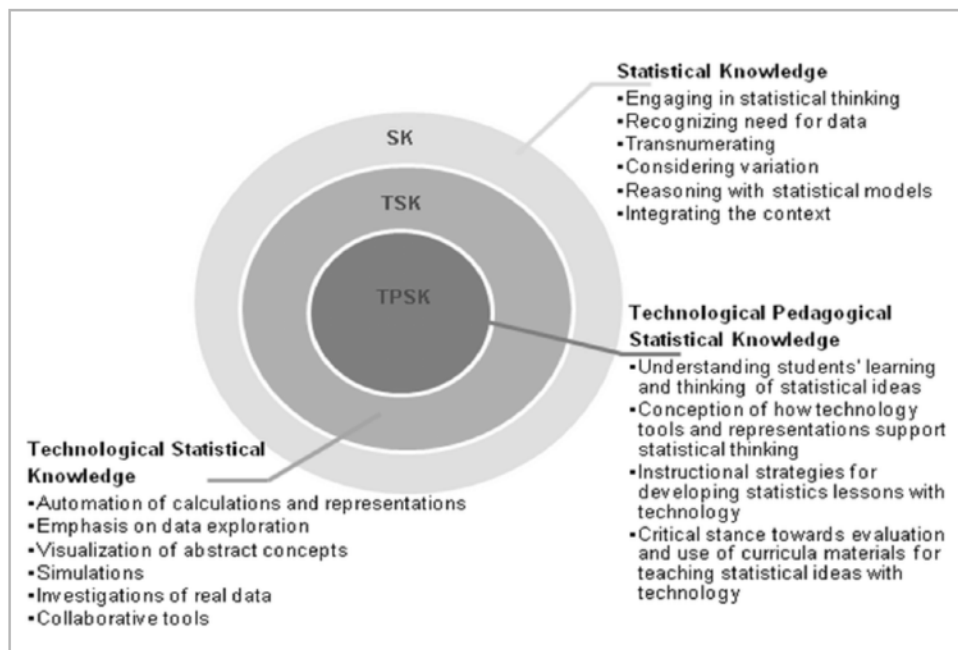 Statistical Knowledge
▪Engaging in statistical thinking
▪Recognizing need for data
▪Transnumerating
▪Considering variation
▪Reasoning with statistical models
▪Integrating the context
SK
TSK
TPSK
Technological Pedagogical
Statistical Knowledge
▪Understanding students' learning
and thinking of statistical ideas
▪Conception of how technology
tools and representations support
statistical thinking
▪Instructional strategies for
developing statistics lessons with
technology
▪Critical stance towards evaluation
and use of curricula materials for
teaching statistical ideas with
technology
Technological Statistical
Knowledge
▪Automation of calculations and representations
▪Emphasis on data exploration
▪Visualization of abstract concepts
▪Simulations
▪Investigations of real data
▪Collaborative tools